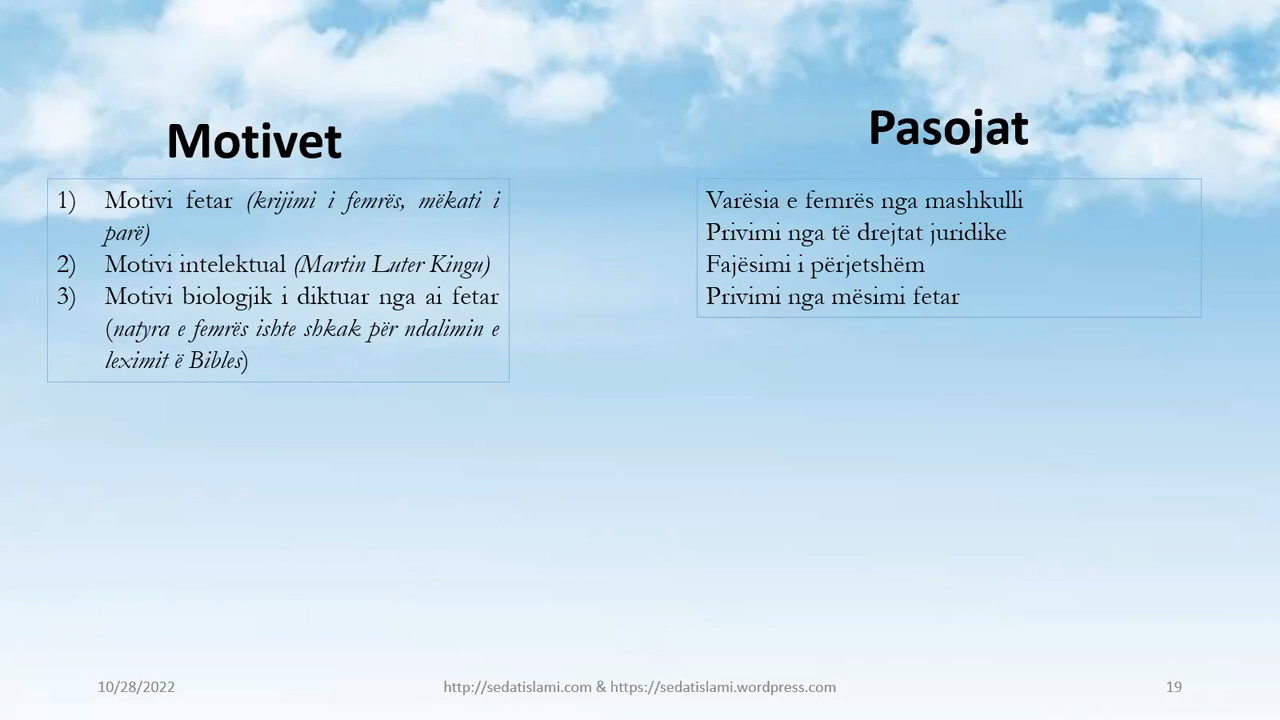 Motivet
1) Motivi fetar (krijimi i femrës, mëkati i
parë)
2) Motivi intelektual (Martin Luter Kingu)
3) Motivi biologjik i diktuar nga ai fetar
(natyra e femrës ishte shkak për ndalimin e
leximit ë Bibles)
Pasojat
Varësia e femrës nga mashkulli
Privimi nga të drejtat juridike
Fajësimi i përjetshëm
Privimi nga mësimi fetar
10/28/2022
http://sedatislami.com & https://sedatislami.wordpress.com
19